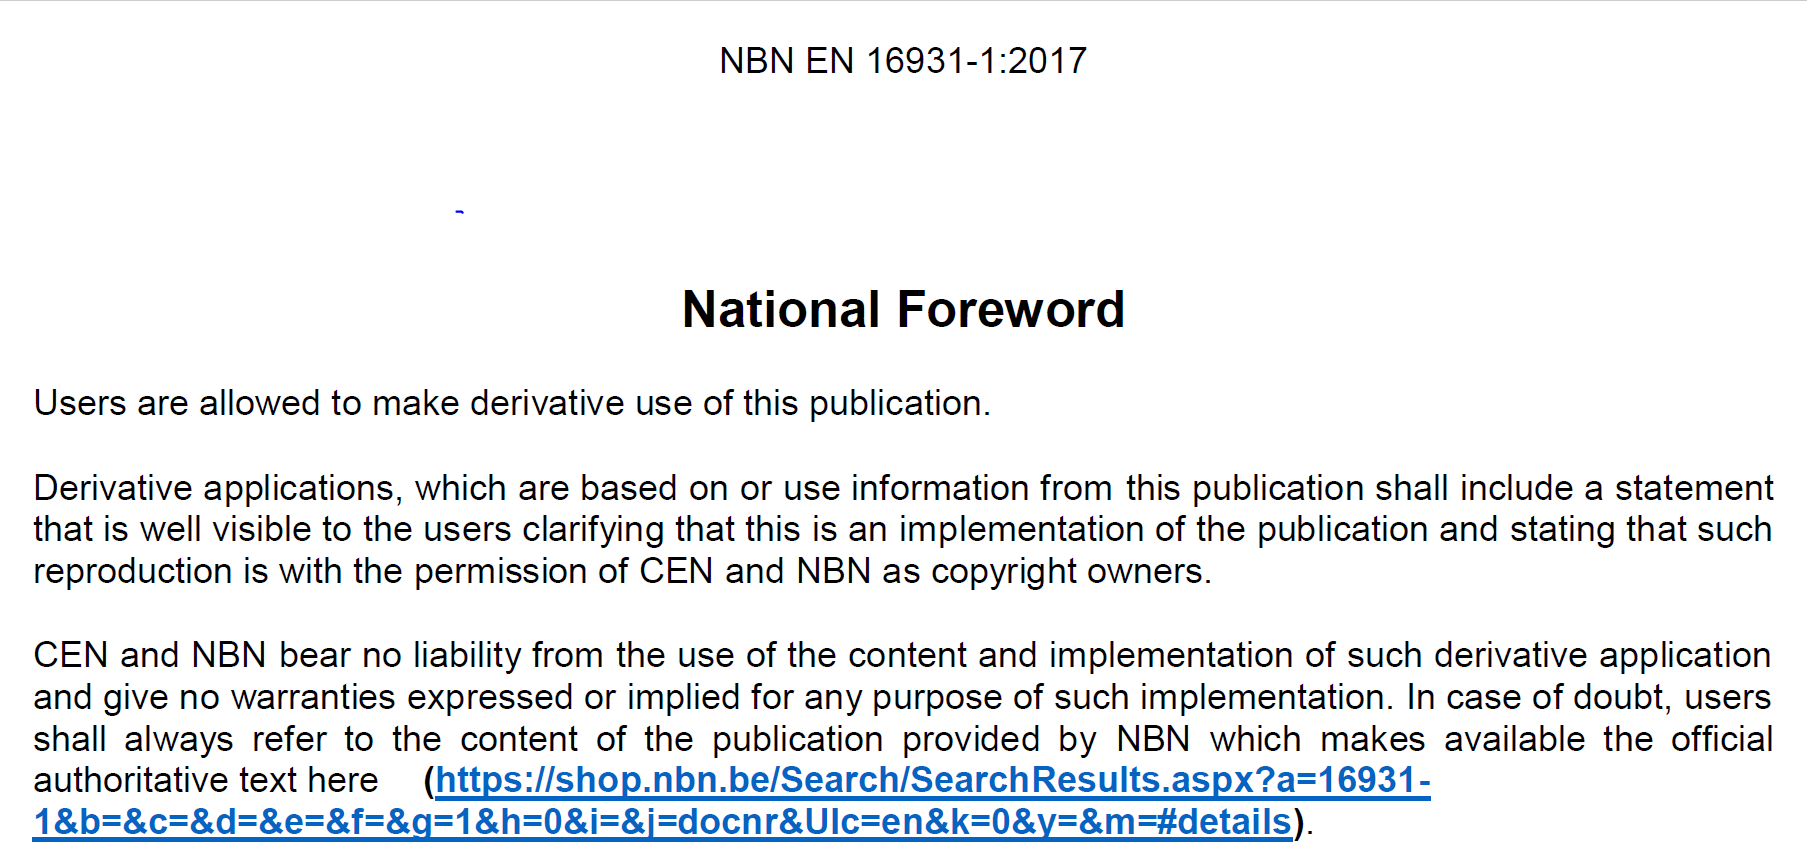 NBN EN 16931-1:2017
National Foreword
Users are allowed to make derivative use of this publication.
Derivative applications, which are based on or use information from this publication shall include a statement
that is well visible to the users clarifying that this is an implementation of the publication and stating that such
reproduction is with the permission of CEN and NBN as copyright owners.
CEN and NBN bear no liability from the use of the content and implementation of such derivative application
and give no warranties expressed or implied for any purpose of such implementation. In case of doubt, users
shall always refer to the content of the publication provided by NBN which makes available the official
authoritative text here (https://shop.nbn.be/Search/SearchResults.aspx?a=16931-
1&b=&c=&d=&e=&f=&g=1&h=0&i=&j=docnr&UIc=en&k=0&y=&m=#details).